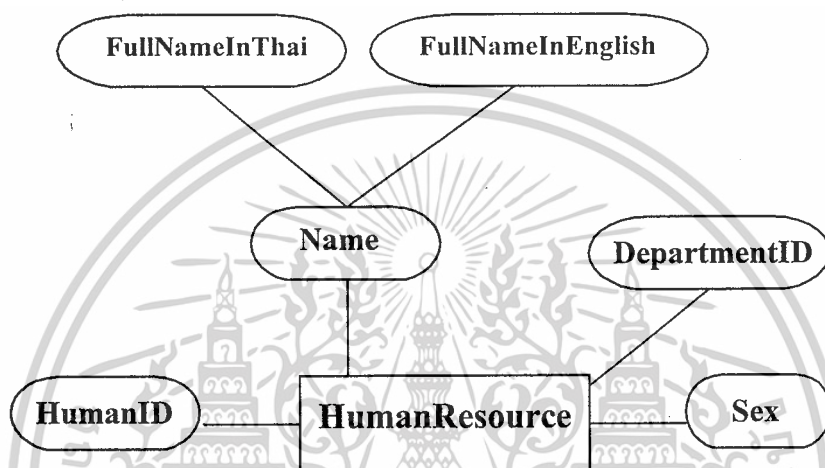 FullNameInThai
FullNameInEnglish
Name
DepartmentID
HumanID
HumanResource
Sex